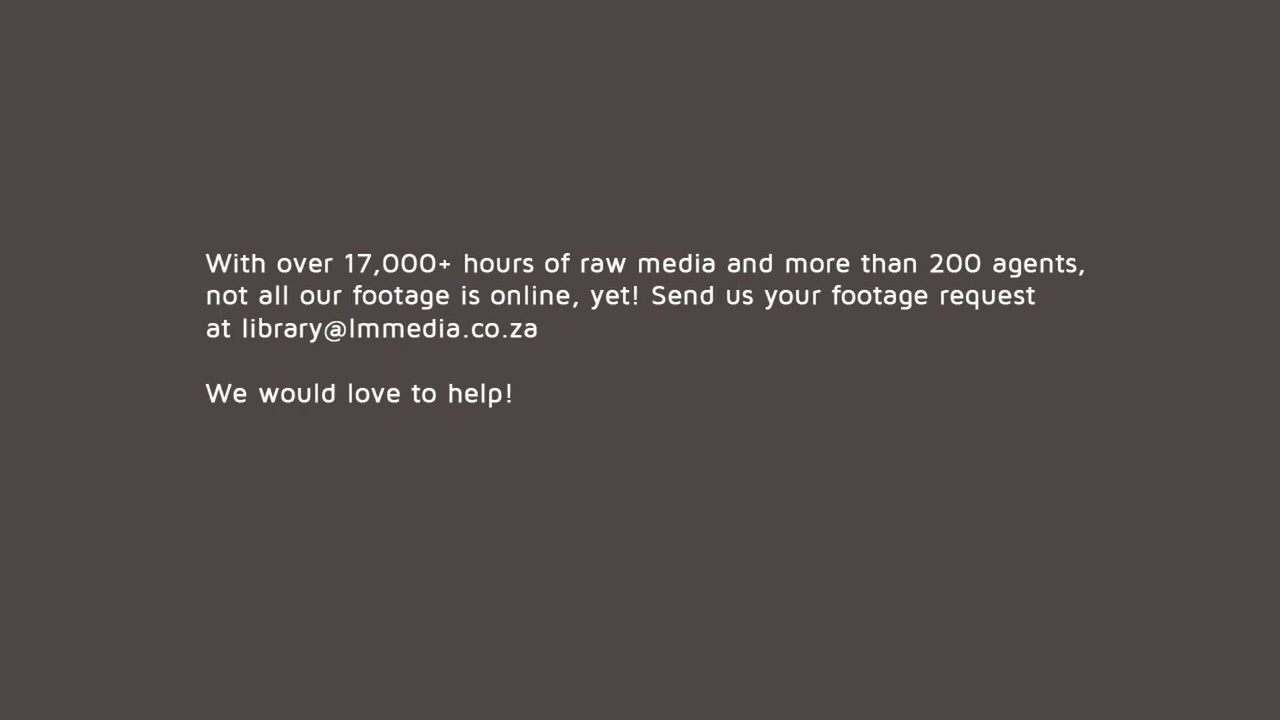 With over 17,000+ hours of raw media and more than 200 agents,
not all our footage is online, yet! Send us your footage request
at library@lmmedia.co.za
We would love to help!